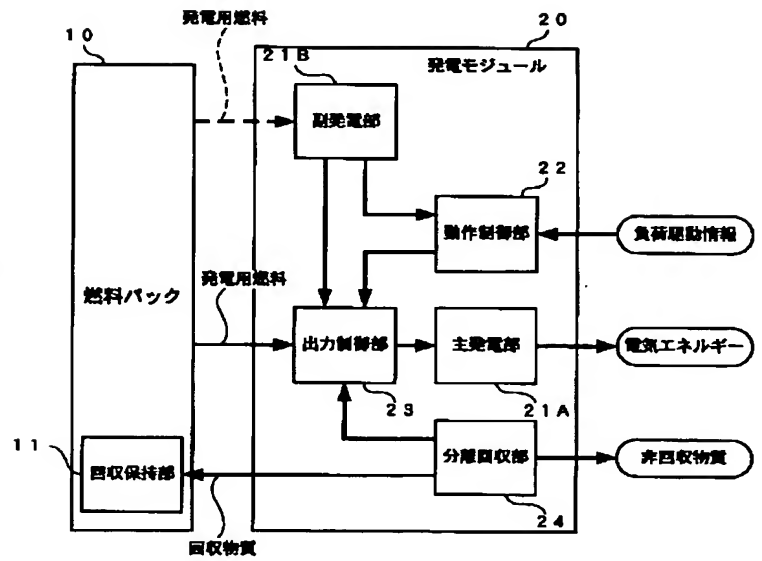 発電用燃料
10
20
21B
発電モジュール
副発電部
22
動作制御部
負荷駆動情報
発電用燃料
燃料パック
出力制御部
主発電部
電気エネルギー
23
21A
11
回収保持部
分離回収部
非回収物質
24
回収物質